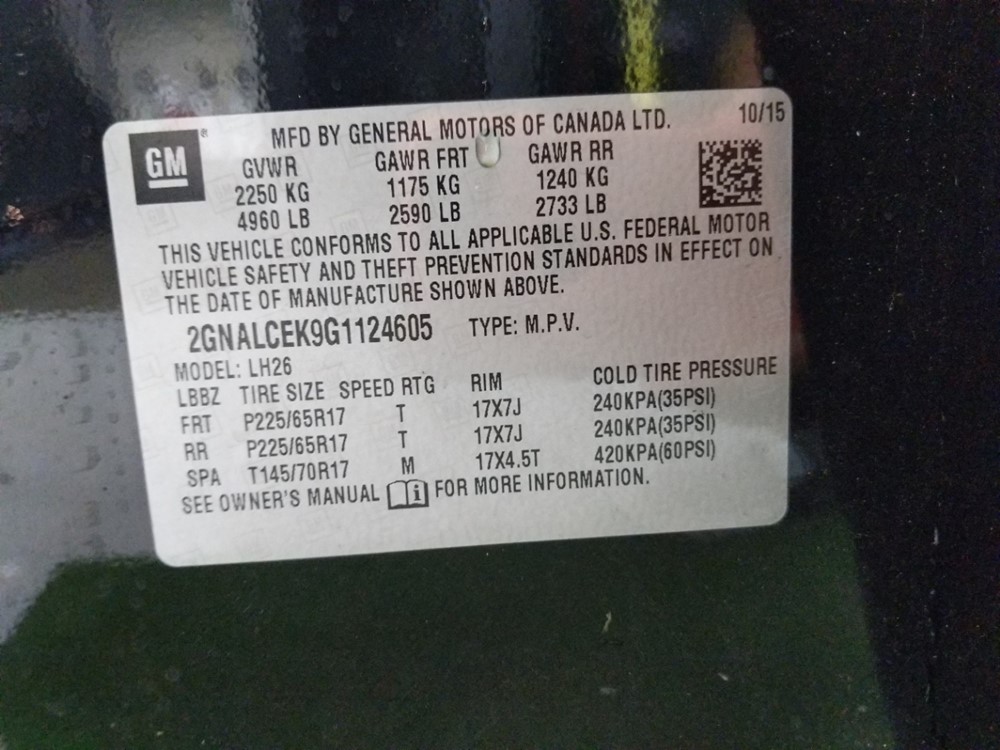 GM®
MFD BY GENERAL MOTORS OF CANADA LTD. 10/15
GVWR GAWR FRT GAWR RR
2250 KG 1175 KG 1240 KG
4960 LB 2590 LB 2733 LB
THIS VEHICLE CONFORMS TO ALL APPLICABLE U.S. FEDERAL MOTOR
VEHICLE SAFETY AND THEFT PREVENTION STANDARDS IN EFFECT ON
THE DATE OF MANUFACTURE SHOWN ABOVE.
2GNALCEK9G1124605 TYPE: M.P.V.
MODEL: LH26
LBBZ TIRE SIZE SPEED RTG RIM COLD TIRE PRESSURE
FRT P225/65R17 T 17X7J 240KPA(35PSI)
RR P225/65R17 T 17X7J 240KPA(35PSI)
SPA T145/70R17 M 17X4.5T 420KPA(60PSI)
SEE OWNER'S MANUAL i FOR MORE INFORMATION.